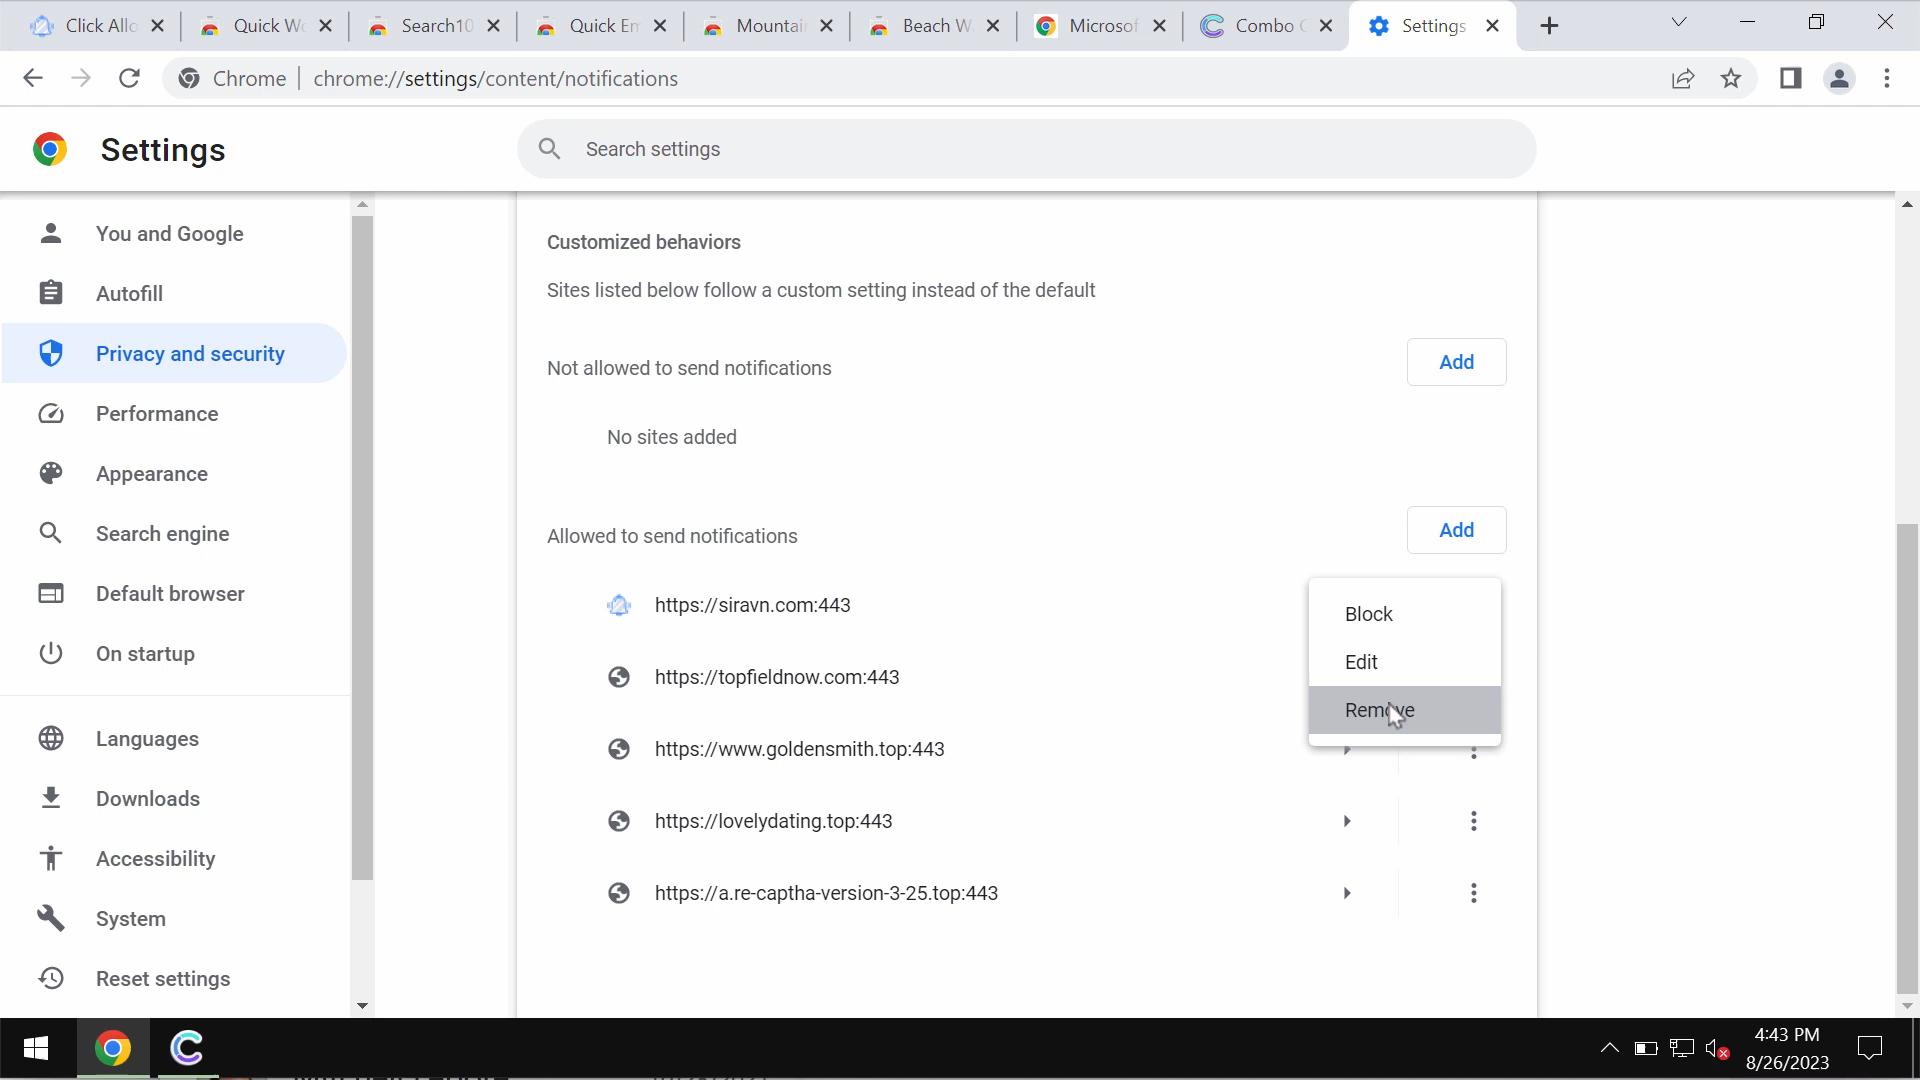 Click Allo
Quick Wo
Search10
Quick Em
Mountai
Beach W
Microsof
Combo C
Settings
Chrome
chrome://settings/content/notifications
Settings
Search settings
You and Google
Autofill
Privacy and security
Performance
Appearance
Search engine
Default browser
On startup
Languages
Downloads
Accessibility
System
Reset settings
Customized behaviors
Sites listed below follow a custom setting instead of the default
Not allowed to send notifications
Add
No sites added
Allowed to send notifications
Add
https://siravn.com:443
https://topfieldnow.com:443
https://www.goldensmith.top:443
https://lovelydating.top:443
https://a.re-captha-version-3-25.top:443
Block
Edit
Remove
4:43 PM
8/26/2023